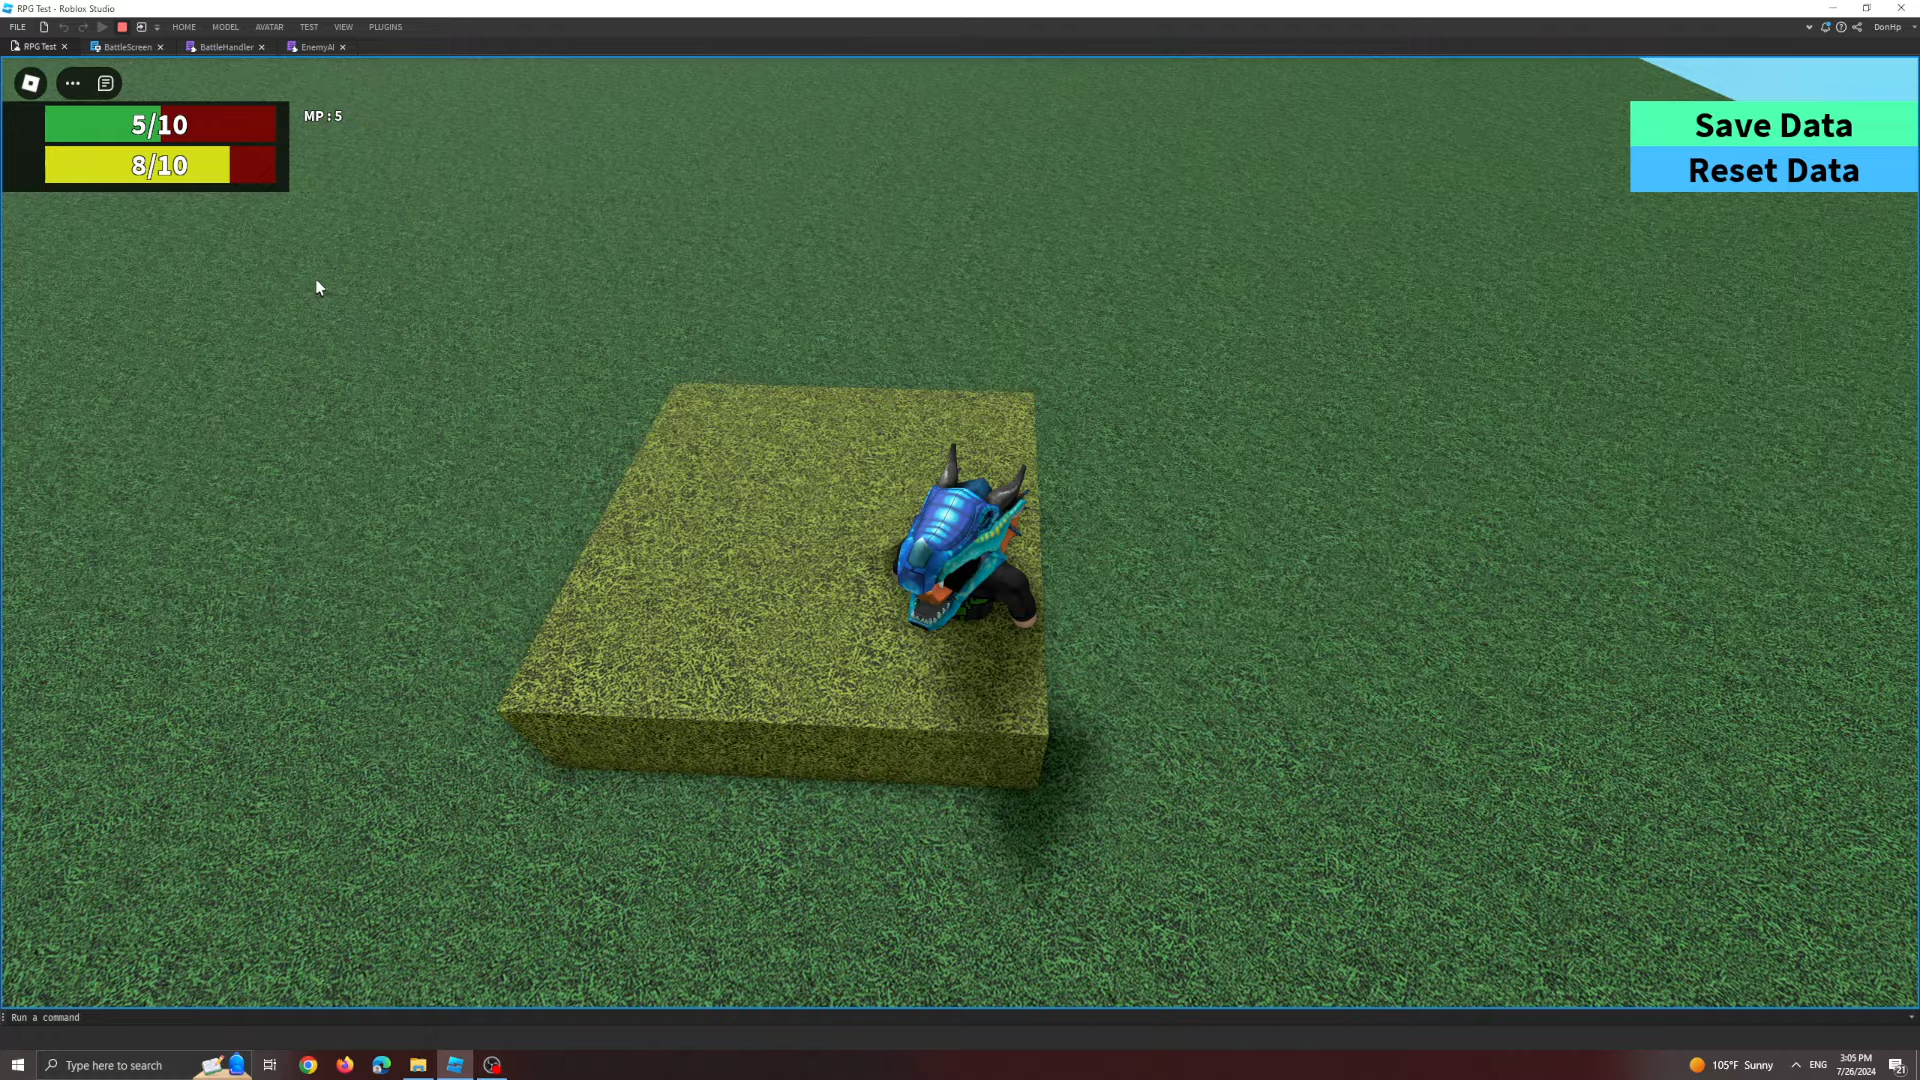 RPG Test - Roblox Studio
FILE HOME MODEL AVATAR TEST VIEW PLUGINS DonHp
RPG Test BattleScreen BattleHandler EnemyAI
5/10
MP : 5
8/10
Save Data
Reset Data
Run a command
Type here to search
105°F Sunny
ENG
3:05 PM
7/26/2024
21